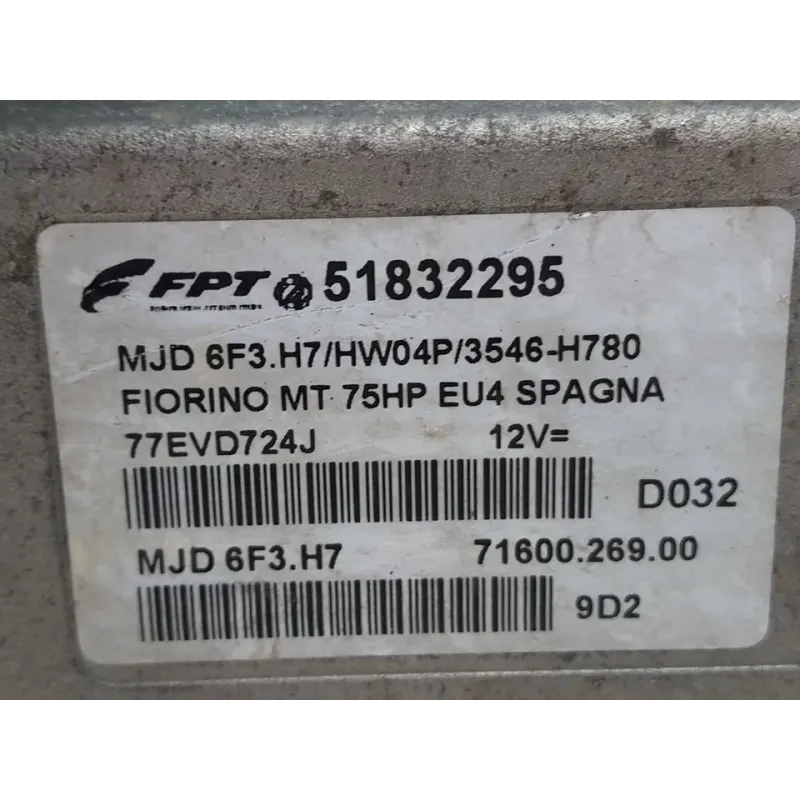 FPT 51832295
MJD 6F3.H7/HW04P/3546-H780
FIORINO MT 75HP EU4 SPAGNA
77EVD724J 12V=
D032
MJD 6F3.H7 71600.269.00
9D2